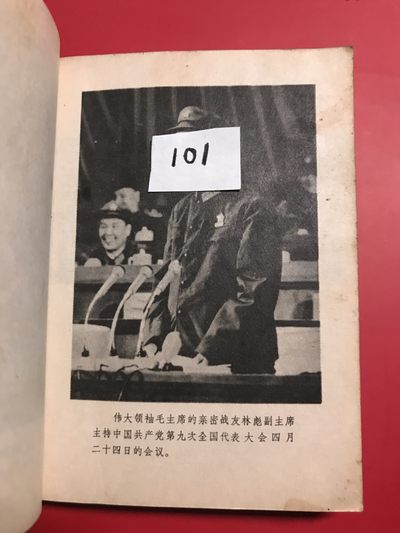 101
伟大领袖毛主席的亲密战友林彪副主席
主持中国共产党第九次全国代表大会四月
二十四日的会议。